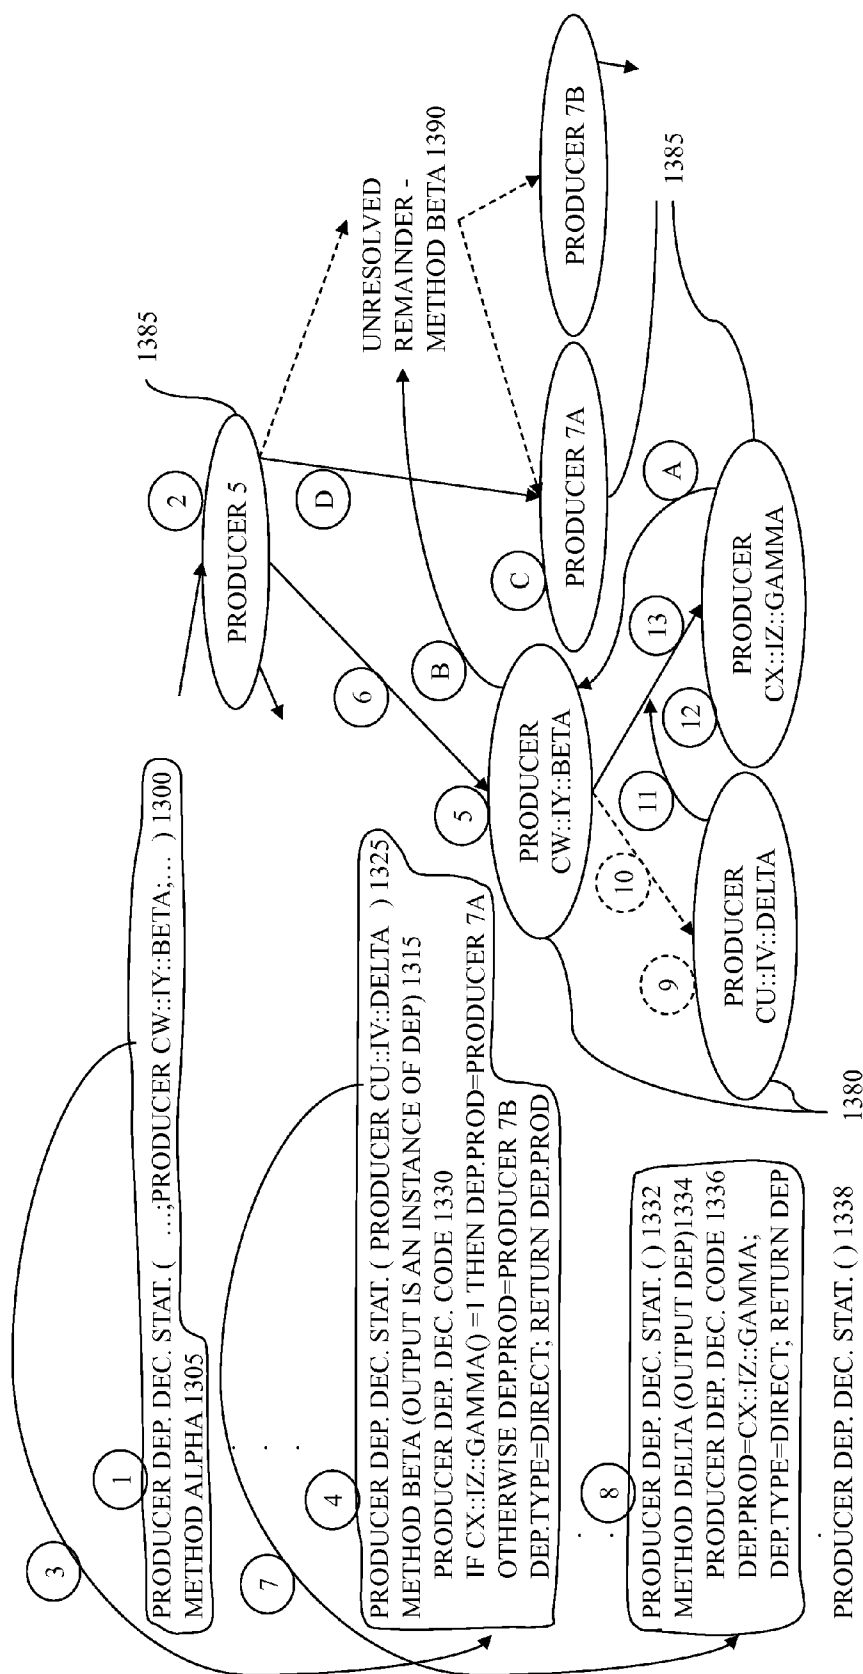 PRODUCER DEP. DEC. STAT. ( ...;PRODUCER CW::IY::BETA;... ) 1300
METHOD ALPHA 1305
1
3
PRODUCER DEP. DEC. STAT. ( PRODUCER CU::IV::DELTA ) 1325
METHOD BETA (OUTPUT IS AN INSTANCE OF DEP) 1315
PRODUCER DEP. DEC. CODE 1330
IF CX::IZ::GAMMA() =1 THEN DEP.PROD=PRODUCER 7A
OTHERWISE DEP.PROD=PRODUCER 7B
DEP.TYPE=DIRECT; RETURN DEP.PROD
4
7
PRODUCER DEP. DEC. STAT. ( ) 1332
METHOD DELTA (OUTPUT DEP)1334
PRODUCER DEP. DEC. CODE 1336
DEP.PROD=CX::IZ::GAMMA;
DEP.TYPE=DIRECT; RETURN DEP
8
PRODUCER DEP. DEC. STAT. ( ) 1338
1380
PRODUCER 5
2
1385
6
D
B
UNRESOLVED
REMAINDER -
METHOD BETA 1390
5
PRODUCER
CW::IY::BETA
C
PRODUCER 7A
PRODUCER 7B
10
11
13
A
1385
9
PRODUCER
CU::IV::DELTA
12
PRODUCER
CX::IZ::GAMMA